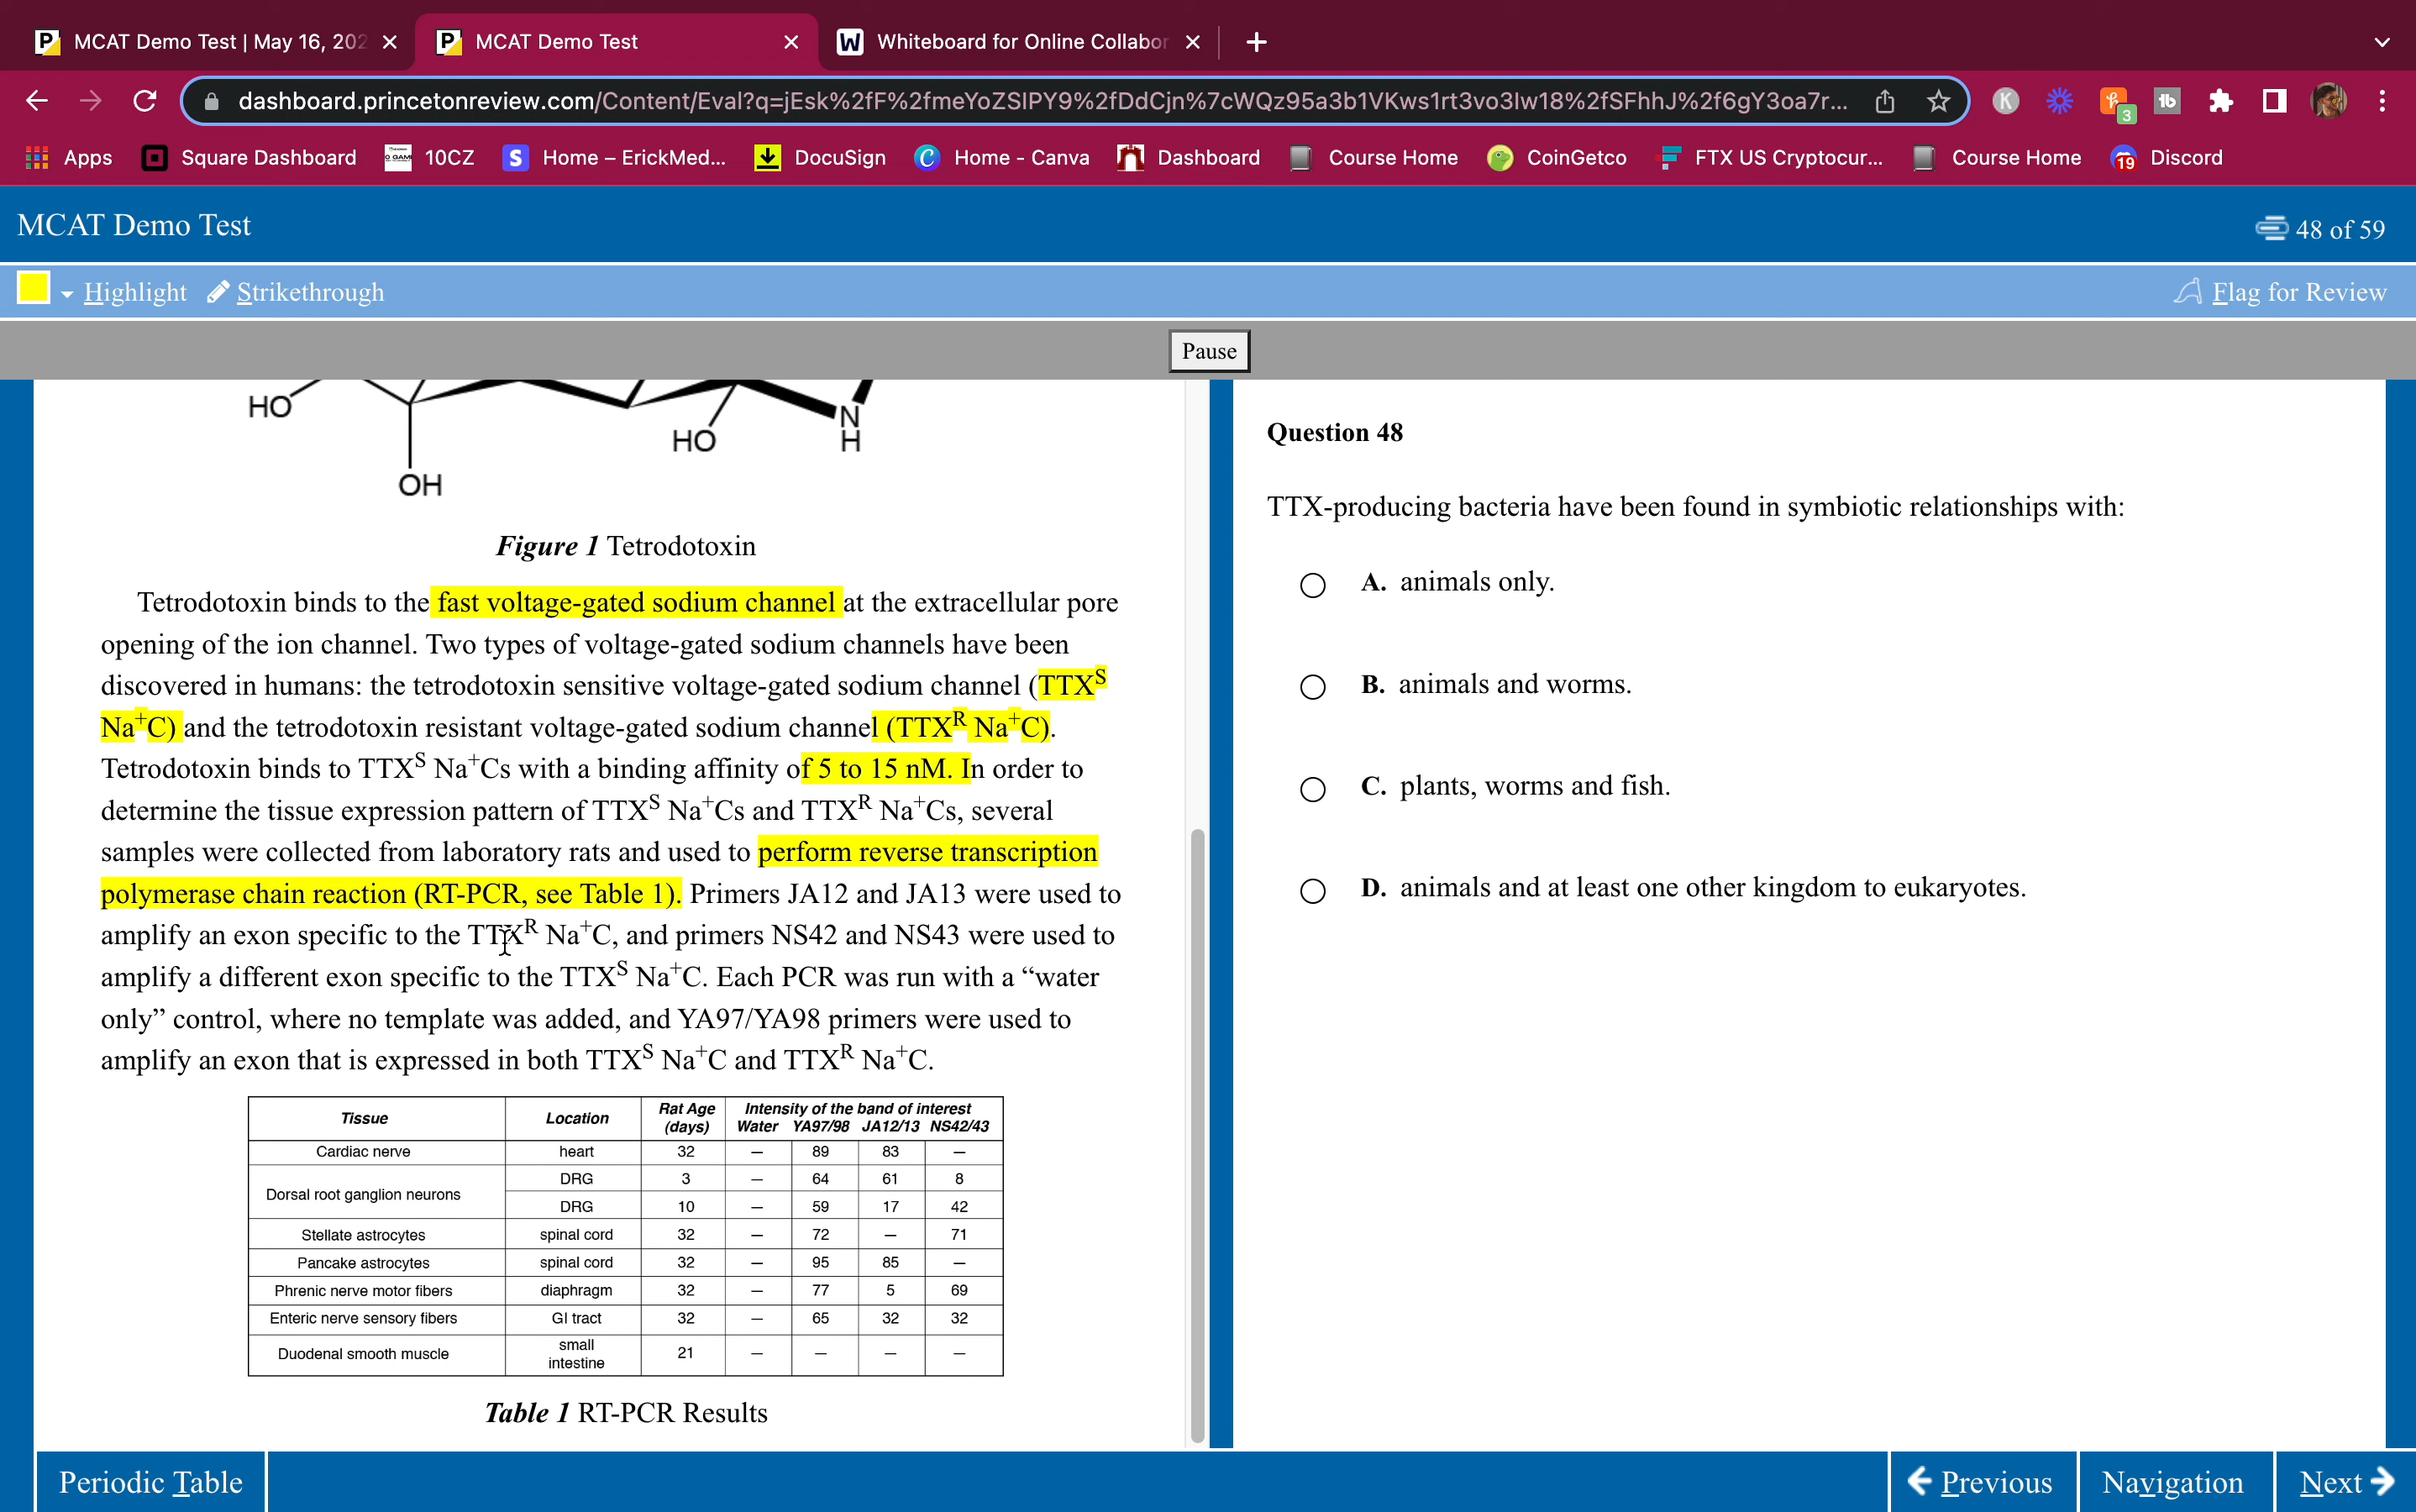 MCAT Demo Test | May 16, 202
MCAT Demo Test
Whiteboard for Online Collabor
dashboard.princetonreview.com/Content/Eval?q=jEsk%2fF%2fmeYoZSIPY9%2fDdCjn%7cWQz95a3b1VKws1rt3vo3lw18%2fSFhhJ%2f6gY3oa7r...
3
Apps
Square Dashboard
10CZ
Home – ErickMed...
DocuSign
Home - Canva
Dashboard
Course Home
CoinGetco
FTX US Cryptocur...
Course Home
19
Discord
MCAT Demo Test
48 of 59
Highlight
Strikethrough
Flag for Review
Pause
HO
HO
N
H
OH
Figure 1 Tetrodotoxin
Tetrodotoxin binds to the fast voltage-gated sodium channel at the extracellular pore
opening of the ion channel. Two types of voltage-gated sodium channels have been
discovered in humans: the tetrodotoxin sensitive voltage-gated sodium channel (TTXS
Na+C) and the tetrodotoxin resistant voltage-gated sodium channel (TTXR Na+C).
Tetrodotoxin binds to TTXS Na+Cs with a binding affinity of 5 to 15 nM. In order to
determine the tissue expression pattern of TTXS Na+Cs and TTXR Na+Cs, several
samples were collected from laboratory rats and used to perform reverse transcription
polymerase chain reaction (RT-PCR, see Table 1). Primers JA12 and JA13 were used to
amplify an exon specific to the TTXR Na+C, and primers NS42 and NS43 were used to
amplify a different exon specific to the TTXS Na+C. Each PCR was run with a “water
only” control, where no template was added, and YA97/YA98 primers were used to
amplify an exon that is expressed in both TTXS Na+C and TTXR Na+C.
Tissue Location Rat Age (days) Intensity of the band of interest
Water YA97/98 JA12/13 NS42/43
Cardiac nerve heart 32 — 89 83 —
Dorsal root ganglion neurons DRG 3 — 64 61 8
DRG 10 — 59 17 42
Stellate astrocytes spinal cord 32 — 72 — 71
Pancake astrocytes spinal cord 32 — 95 85 —
Phrenic nerve motor fibers diaphragm 32 — 77 5 69
Enteric nerve sensory fibers GI tract 32 — 65 32 32
Duodenal smooth muscle small intestine 21 — — — —
Table 1 RT-PCR Results
Question 48
TTX-producing bacteria have been found in symbiotic relationships with:
A. animals only.
B. animals and worms.
C. plants, worms and fish.
D. animals and at least one other kingdom to eukaryotes.
Periodic Table
Previous
Navigation
Next